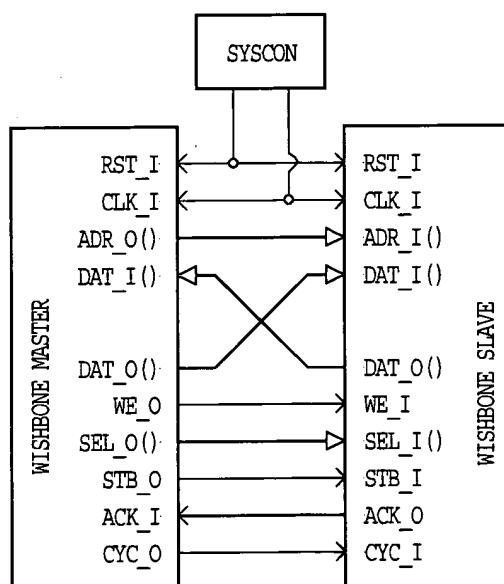 SYSCON
WISHBONE MASTER
RST_I
CLK_I
ADR_O()
DAT_I()
DAT_O()
WE_O
SEL_O()
STB_O
ACK_I
CYC_O
RST_I
CLK_I
ADR_I()
DAT_I()
DAT_O()
WE_I
SEL_I()
STB_I
ACK_O
CYC_I
WISHBONE SLAVE